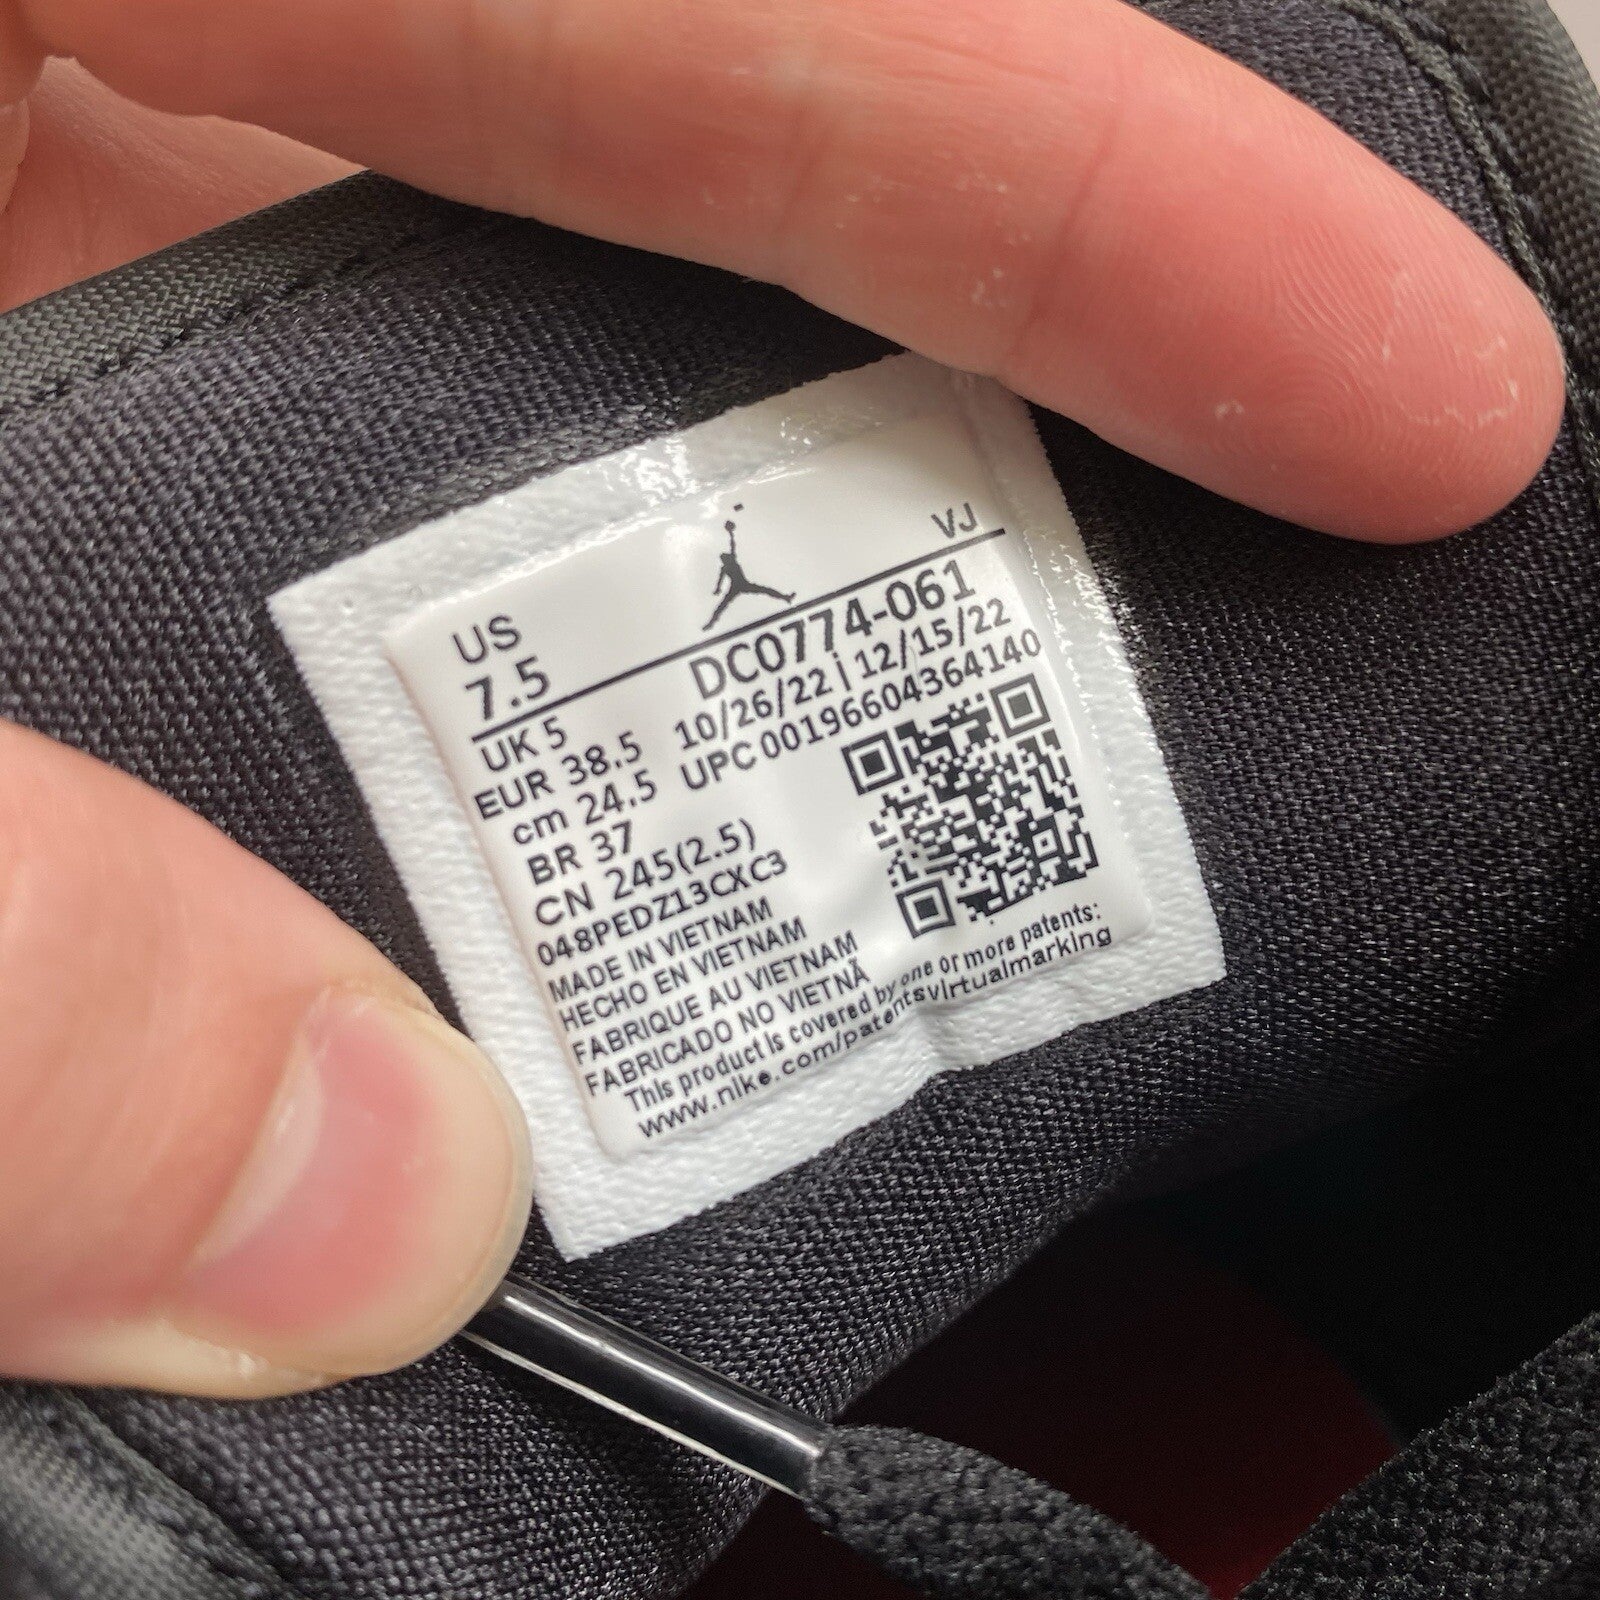 VJ
US
7.5
DC0774-061
UK 5
10/26/22 | 12/15/22
EUR 38.5
UPC 00196604364140
cm 24.5
BR 37
CN 245(2.5)
048PEDZ13CXC3
MADE IN VIETNAM
HECHO EN VIETNAM
FABRIQUE AU VIETNAM
FABRICADO NO VIETNÃ
This product is covered by one or more patents:
www.nike.com/patentsvirtualmarking